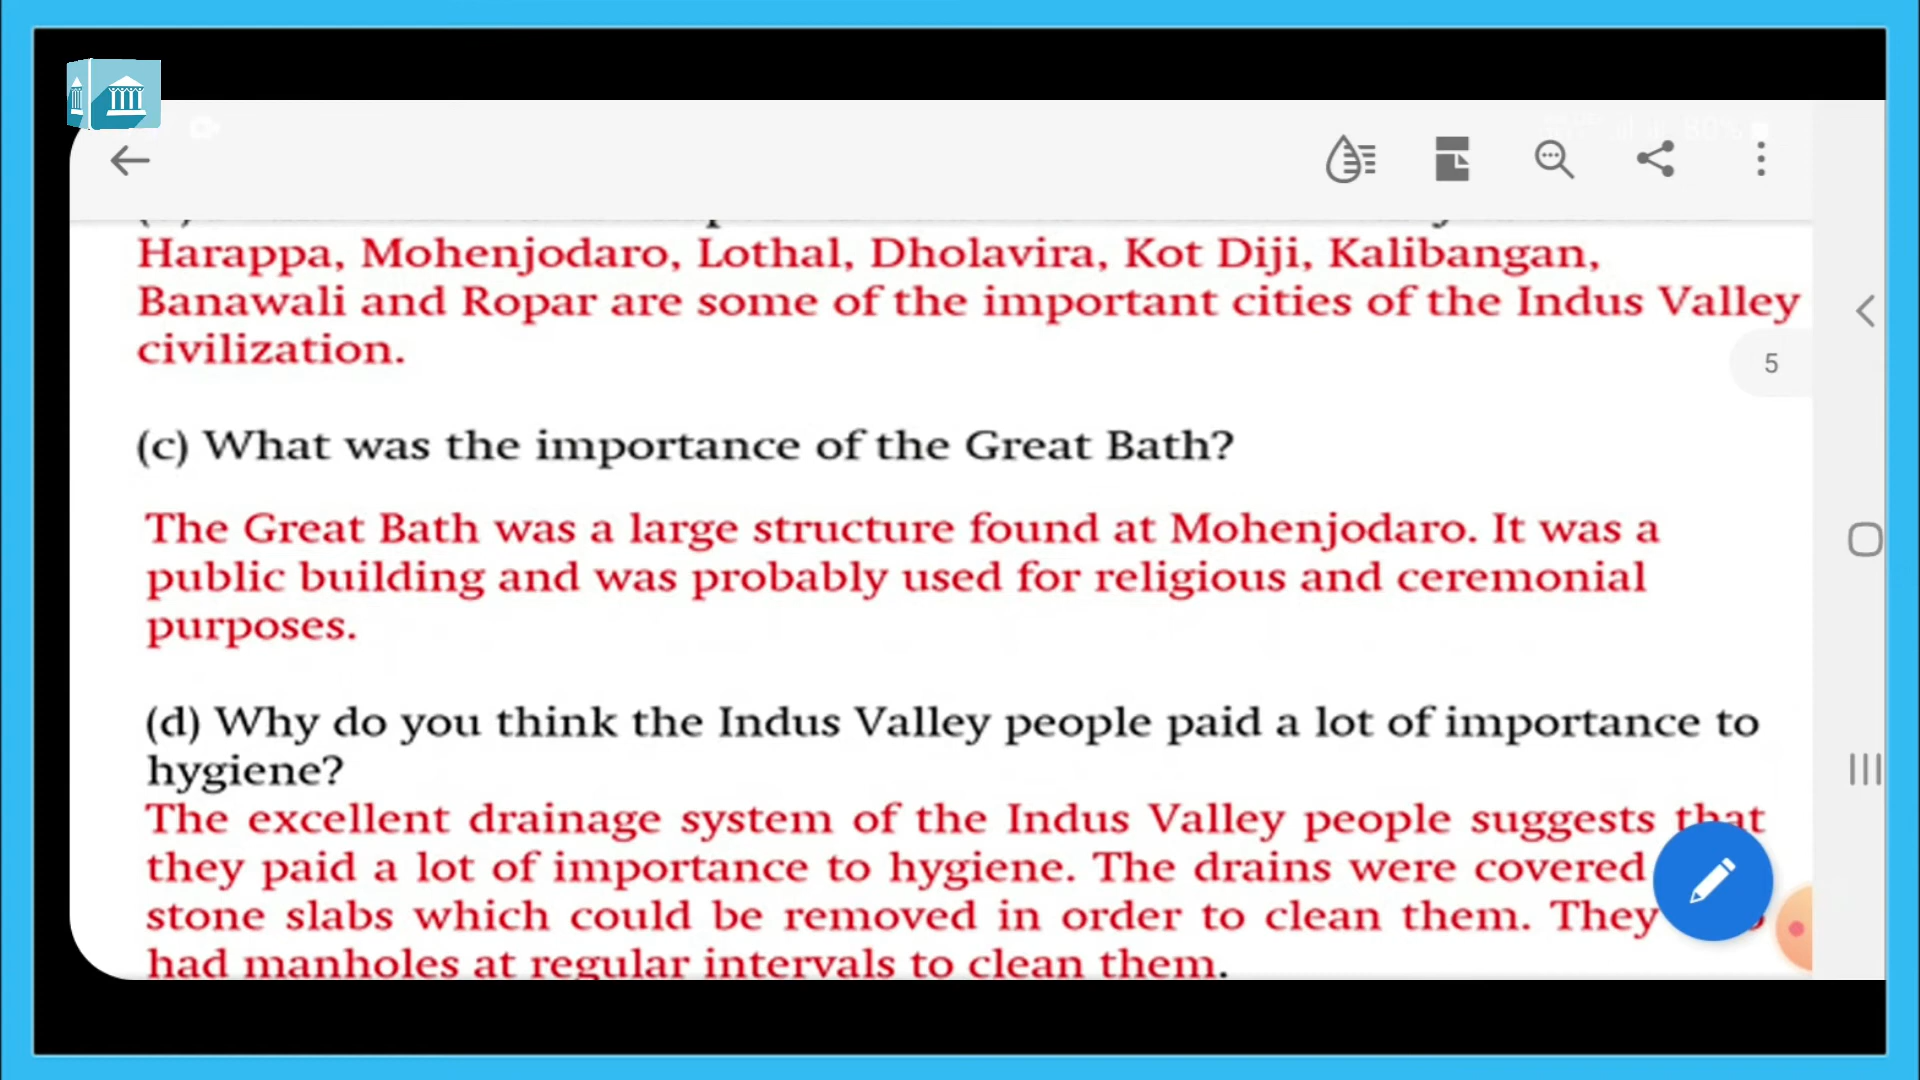 80%
Harappa, Mohenjodaro, Lothal, Dholavira, Kot Diji, Kalibangan,
Banawali and Ropar are some of the important cities of the Indus Valley
civilization.
5
(c) What was the importance of the Great Bath?
The Great Bath was a large structure found at Mohenjodaro. It was a
public building and was probably used for religious and ceremonial
purposes.
(d) Why do you think the Indus Valley people paid a lot of importance to
hygiene?
The excellent drainage system of the Indus Valley people suggests that
they paid a lot of importance to hygiene. The drains were covered
stone slabs which could be removed in order to clean them. They
had manholes at regular intervals to clean them.